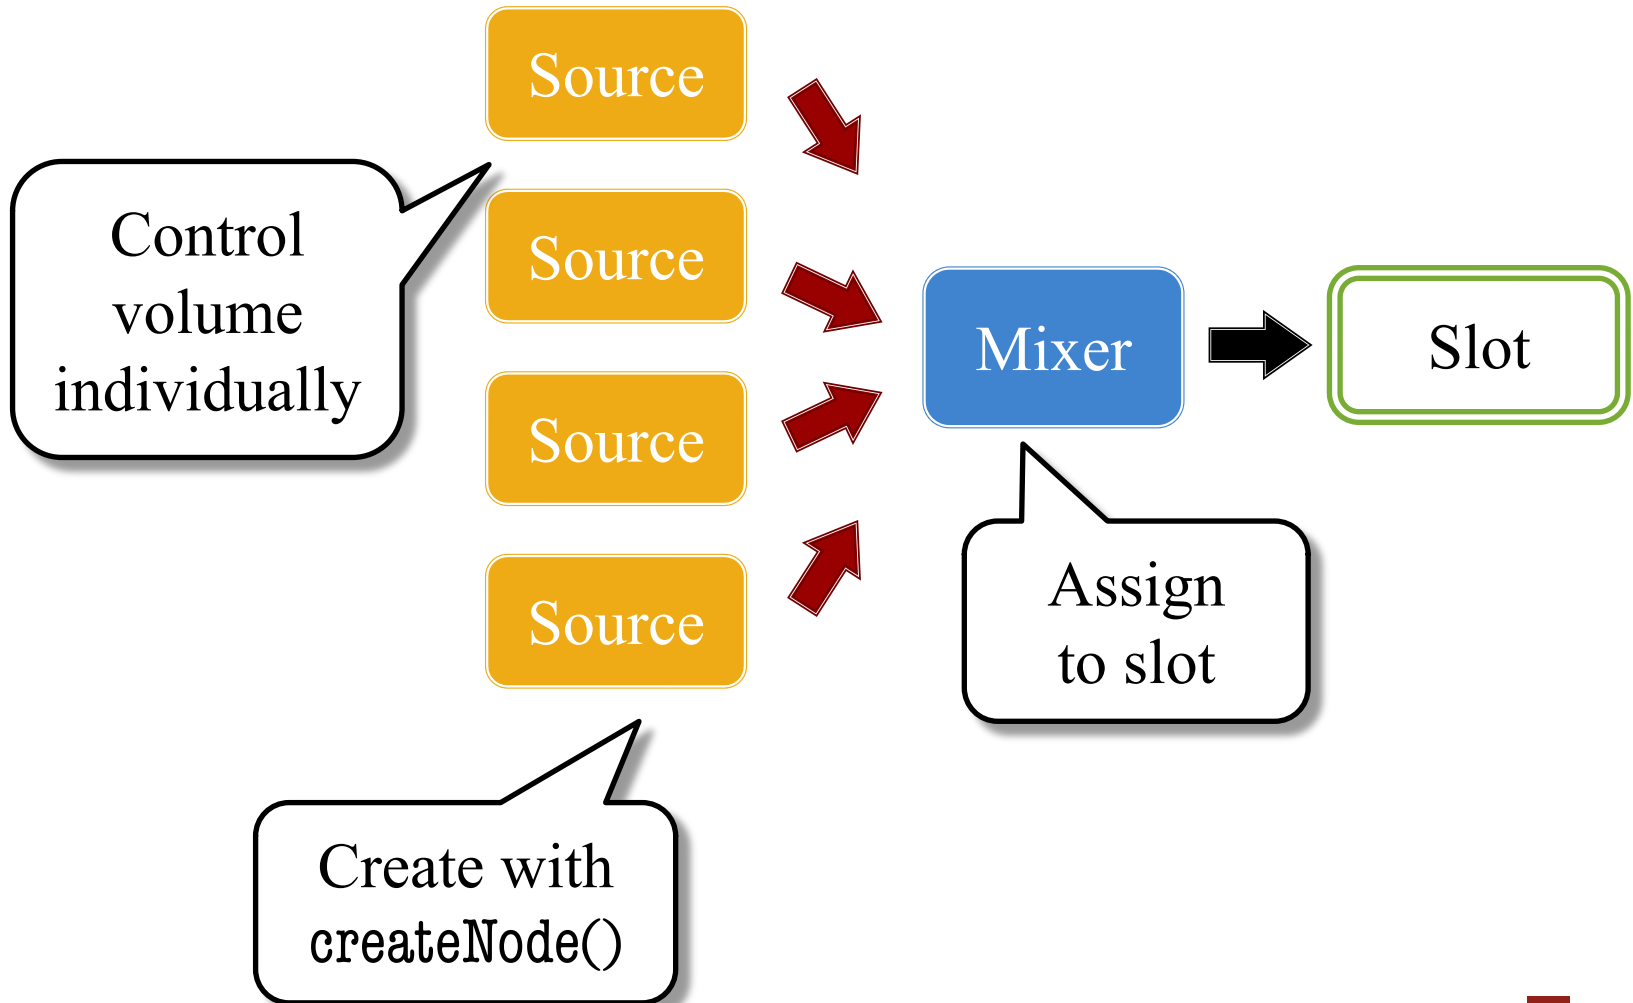 Source
Control
volume
individually
Source
Source
Source
Mixer
Slot
Assign
to slot
Create with
createNode()